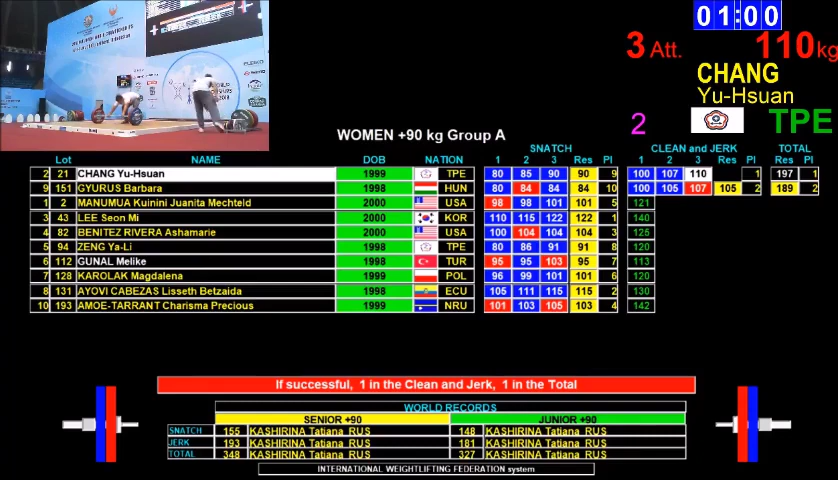 01:00
3 Att. 110kg
CHANG
Yu-Hsuan
2 TPE
WOMEN +90 kg Group A
SNATCH CLEAN and JERK TOTAL
Lot NAME DOB NATION 1 2 3 Res Pl 1 2 3 Res Pl Res Pl
2 21 CHANG Yu-Hsuan 1999 TPE 80 85 90 90 9 100 107 110 1 197 1
9 151 GYURUS Barbara 1998 HUN 80 84 84 84 10 100 105 107 105 2 189 2
1 2 MANUMUA Kuinini Juanita Mechteld 2000 USA 98 98 101 101 5 121
3 43 LEE Seon Mi 2000 KOR 110 115 122 122 1 140
4 82 BENITEZ RIVERA Ashamarie 2000 USA 100 104 104 104 3 125
5 94 ZENG Ya-Li 1998 TPE 80 86 91 91 8 120
6 112 GUNAL Melike 1998 TUR 95 95 103 95 7 113
7 128 KAROLAK Magdalena 1999 POL 96 99 101 101 6 120
8 131 AYOVI CABEZAS Lisseth Betzaida 1998 ECU 105 111 115 115 2 130
10 193 AMOE-TARRANT Charisma Precious 1999 NRU 101 103 105 103 4 142
If successful, 1 in the Clean and Jerk, 1 in the Total
WORLD RECORDS
SENIOR +90 JUNIOR +90
SNATCH 155 KASHIRINA Tatiana RUS 148 KASHIRINA Tatiana RUS
JERK 193 KASHIRINA Tatiana RUS 181 KASHIRINA Tatiana RUS
TOTAL 348 KASHIRINA Tatiana RUS 327 KASHIRINA Tatiana RUS
INTERNATIONAL WEIGHTLIFTING FEDERATION system